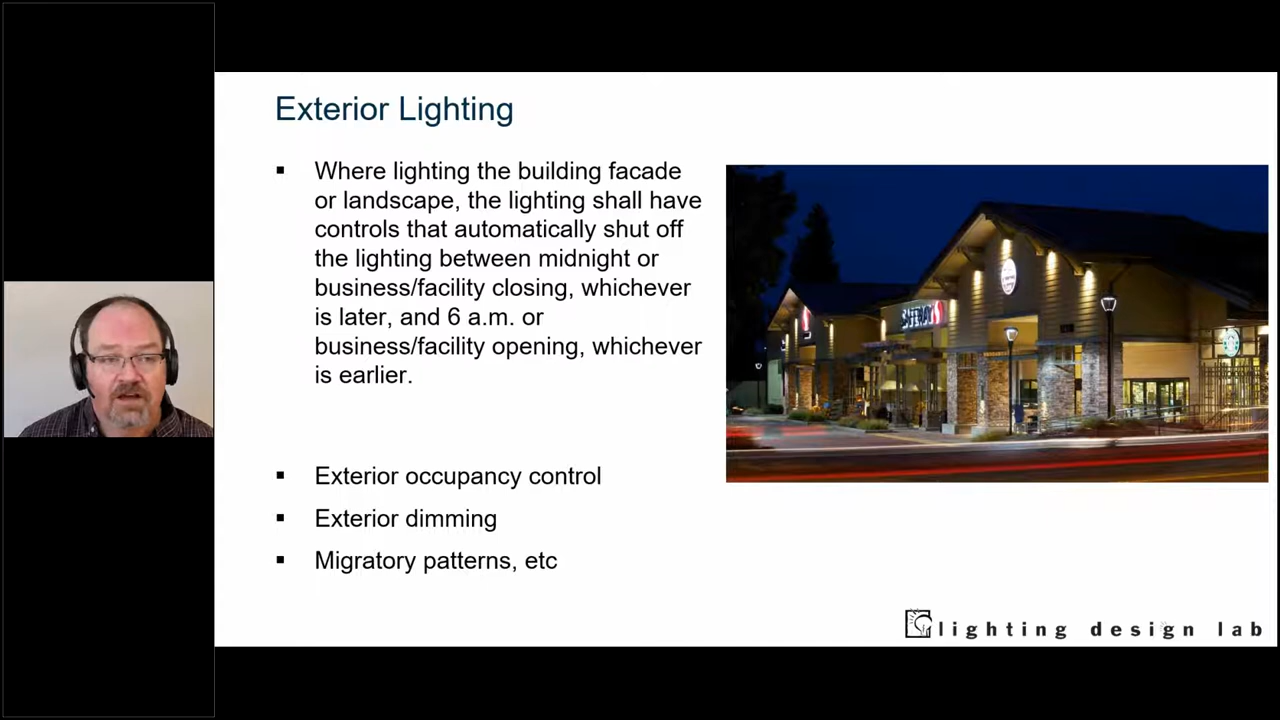 Exterior Lighting
▪ Where lighting the building facade
or landscape, the lighting shall have
controls that automatically shut off
the lighting between midnight or
business/facility closing, whichever
is later, and 6 a.m. or
business/facility opening, whichever
is earlier.
SAFEWAY
▪ Exterior occupancy control
▪ Exterior dimming
▪ Migratory patterns, etc
lighting design lab